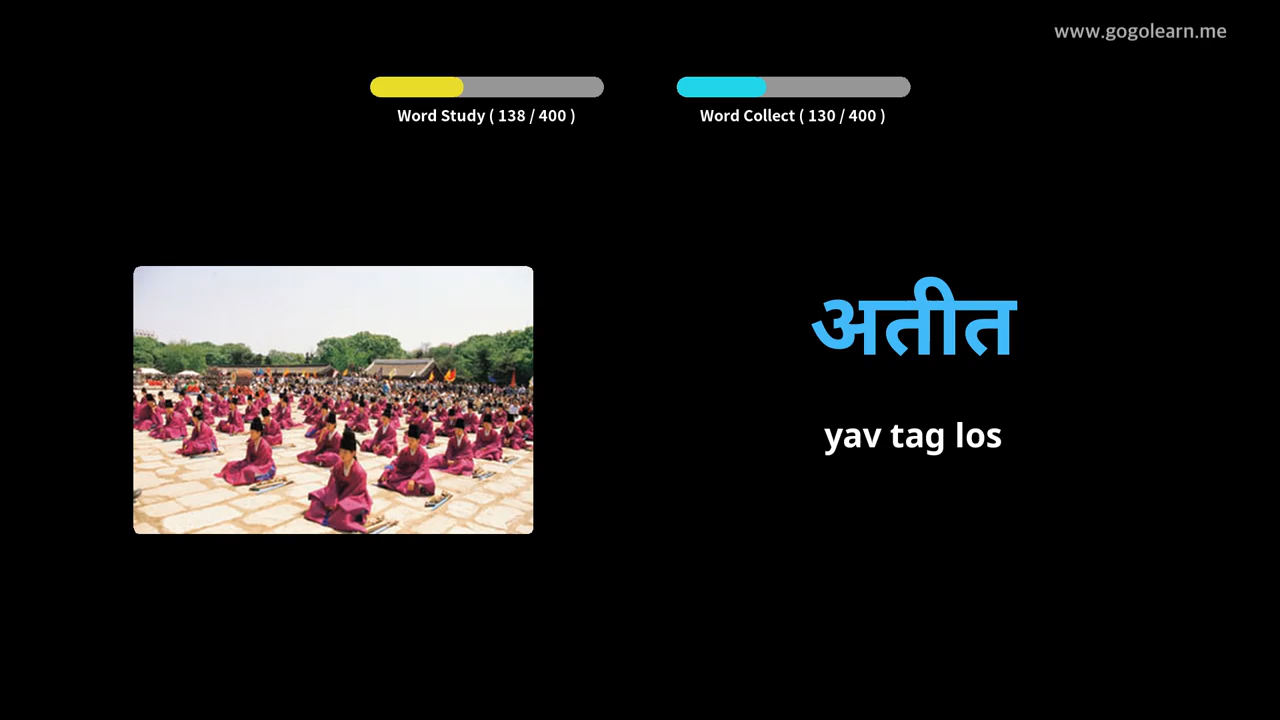 www.gogolearn.me
Word Study ( 138 / 400 )
Word Collect ( 130 / 400 )
अतीत
yav tag los